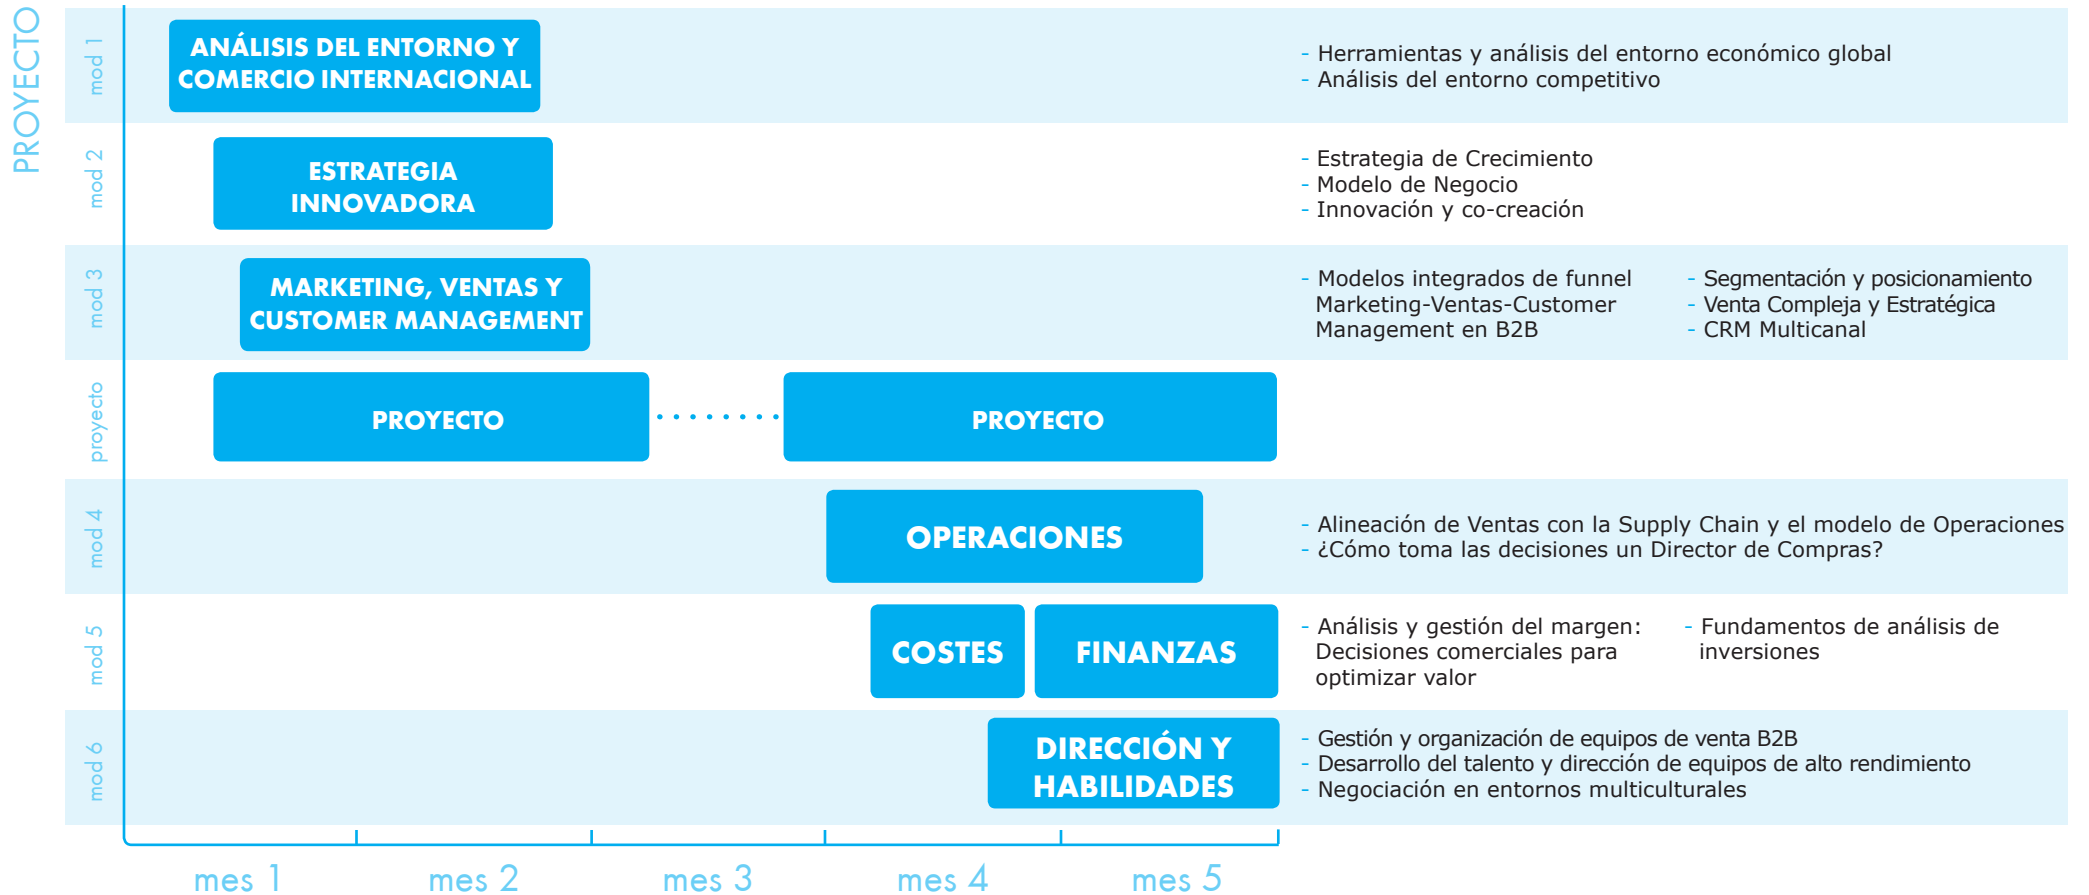 PROYECTO
mod 1
ANÁLISIS DEL ENTORNO Y
COMERCIO INTERNACIONAL
- Herramientas y análisis del entorno económico global
- Análisis del entorno competitivo
mod 2
ESTRATEGIA
INNOVADORA
- Estrategia de Crecimiento
- Modelo de Negocio
- Innovación y co-creación
mod 3
MARKETING, VENTAS Y
CUSTOMER MANAGEMENT
- Modelos integrados de funnel
Marketing-Ventas-Customer
Management en B2B
- Segmentación y posicionamiento
- Venta Compleja y Estratégica
- CRM Multicanal
proyecto
PROYECTO
PROYECTO
mod 4
OPERACIONES
- Alineación de Ventas con la Supply Chain y el modelo de Operaciones
- ¿Cómo toma las decisiones un Director de Compras?
mod 5
COSTES
FINANZAS
- Análisis y gestión del margen:
Decisiones comerciales para
optimizar valor
- Fundamentos de análisis de
inversiones
mod 6
DIRECCIÓN Y
HABILIDADES
- Gestión y organización de equipos de venta B2B
- Desarrollo del talento y dirección de equipos de alto rendimiento
- Negociación en entornos multiculturales
mes 1
mes 2
mes 3
mes 4
mes 5